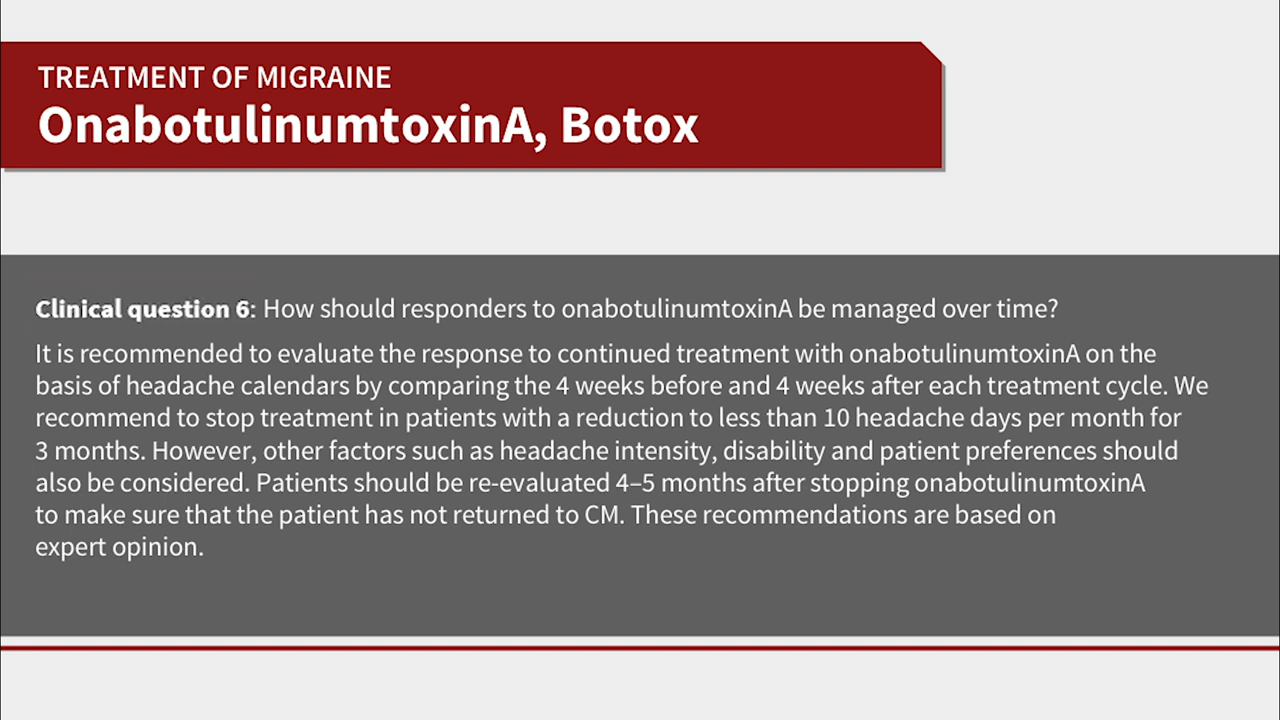 TREATMENT OF MIGRAINE
OnabotulinumtoxinA, Botox
Clinical question 6: How should responders to onabotulinumtoxinA be managed over time?
It is recommended to evaluate the response to continued treatment with onabotulinumtoxinA on the
basis of headache calendars by comparing the 4 weeks before and 4 weeks after each treatment cycle. We
recommend to stop treatment in patients with a reduction to less than 10 headache days per month for
3 months. However, other factors such as headache intensity, disability and patient preferences should
also be considered. Patients should be re-evaluated 4–5 months after stopping onabotulinumtoxinA
to make sure that the patient has not returned to CM. These recommendations are based on
expert opinion.